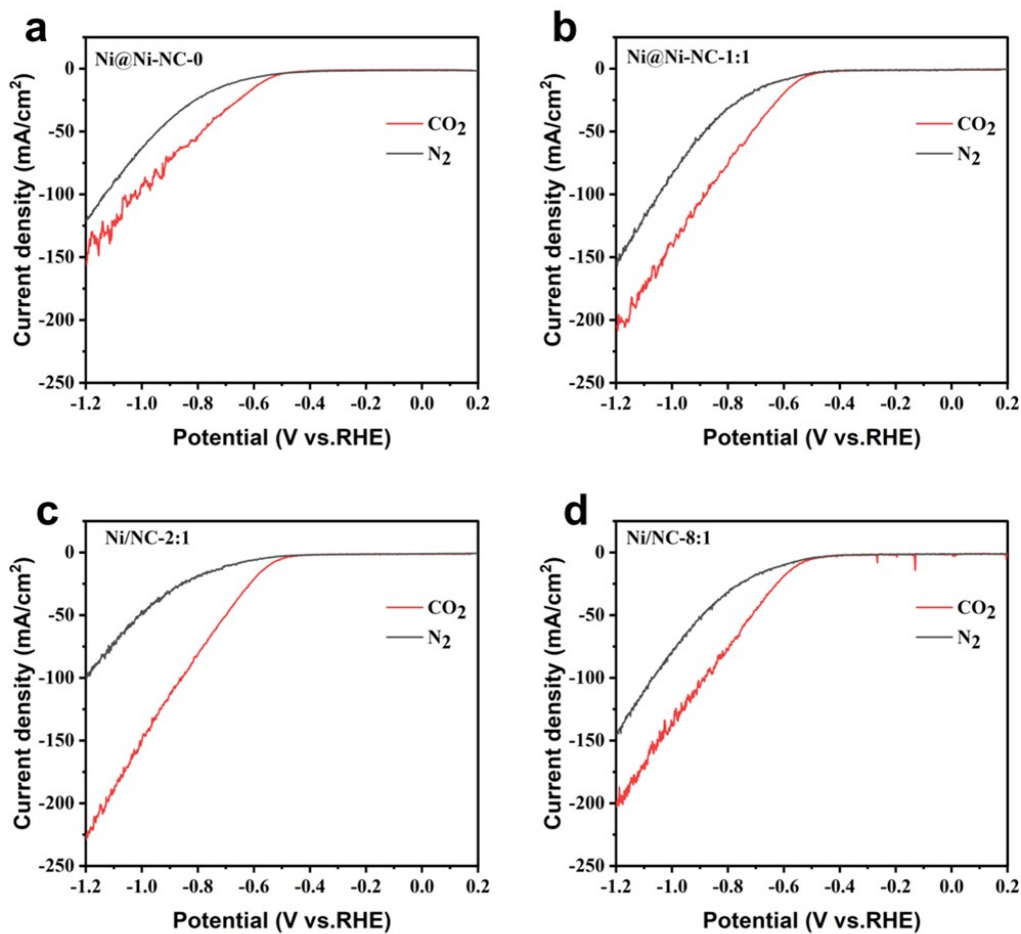 a
Ni@Ni-NC-0
CO₂
N₂
0
-50
-100
-150
-200
-250
Current density (mA/cm²)
-1.2 -1.0 -0.8 -0.6 -0.4 -0.2 0.0 0.2
Potential (V vs.RHE)
b
Ni@Ni-NC-1:1
CO₂
N₂
0
-50
-100
-150
-200
-250
Current density (mA/cm²)
-1.2 -1.0 -0.8 -0.6 -0.4 -0.2 0.0 0.2
Potential (V vs.RHE)
c
Ni/NC-2:1
CO₂
N₂
0
-50
-100
-150
-200
-250
Current density (mA/cm²)
-1.2 -1.0 -0.8 -0.6 -0.4 -0.2 0.0 0.2
Potential (V vs.RHE)
d
Ni/NC-8:1
CO₂
N₂
0
-50
-100
-150
-200
-250
Current density (mA/cm²)
-1.2 -1.0 -0.8 -0.6 -0.4 -0.2 0.0 0.2
Potential (V vs.RHE)